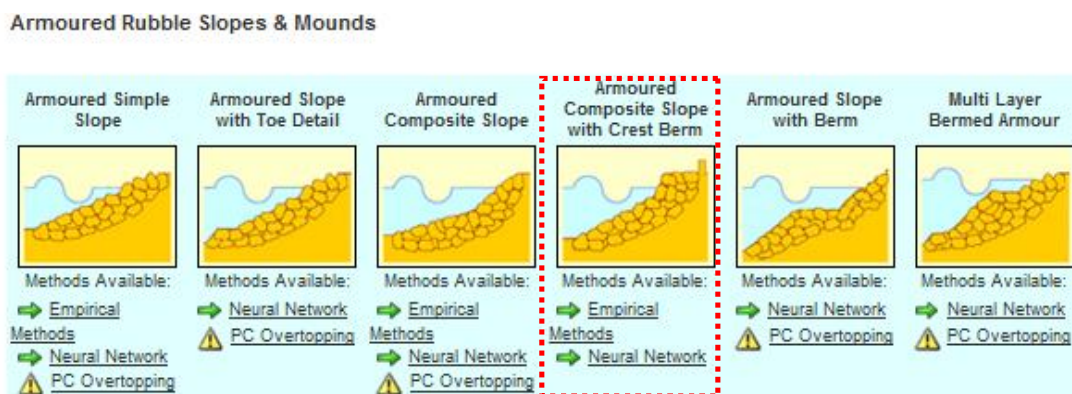 Armoured Rubble Slopes & Mounds
Armoured Simple
Slope
Methods Available:
Empirical
Methods
Neural Network
PC Overtopping
Armoured Slope
with Toe Detail
Methods Available:
Neural Network
PC Overtopping
Armoured
Composite Slope
Methods Available:
Empirical
Methods
Neural Network
PC Overtopping
Armoured
Composite Slope
with Crest Berm
Methods Available:
Empirical
Methods
Neural Network
Armoured Slope
with Berm
Methods Available:
Neural Network
PC Overtopping
Multi Layer
Bermed Armour
Methods Available:
Neural Network
PC Overtopping